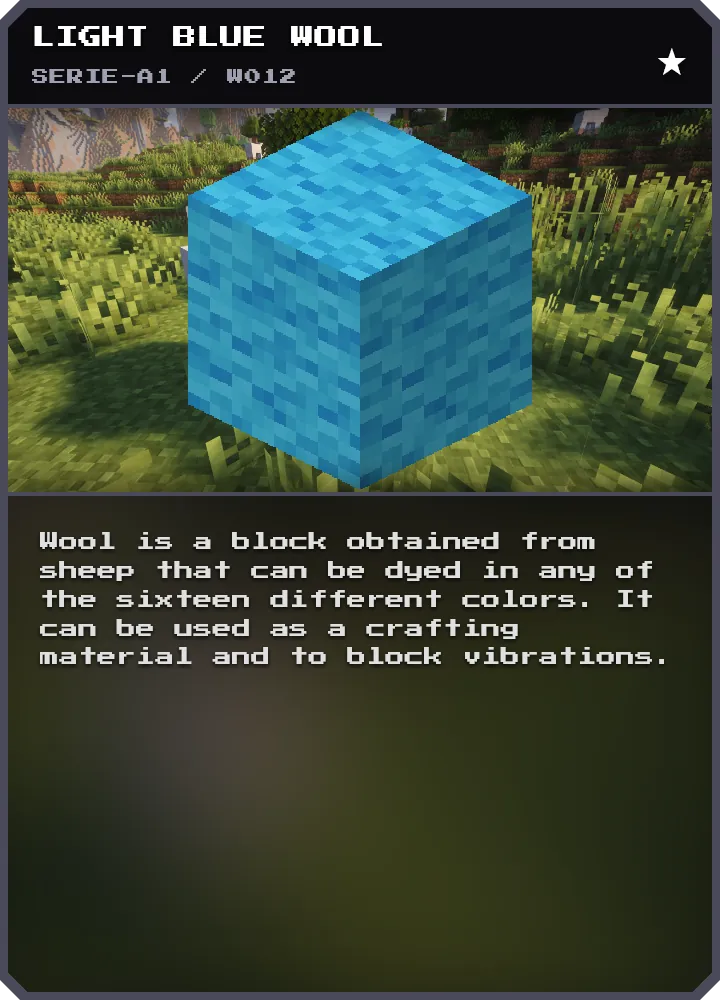 LIGHT BLUE WOOL
SERIE-A1 / W012
Wool is a block obtained from
sheep that can be dyed in any of
the sixteen different colors. It
can be used as a crafting
material and to block vibrations.